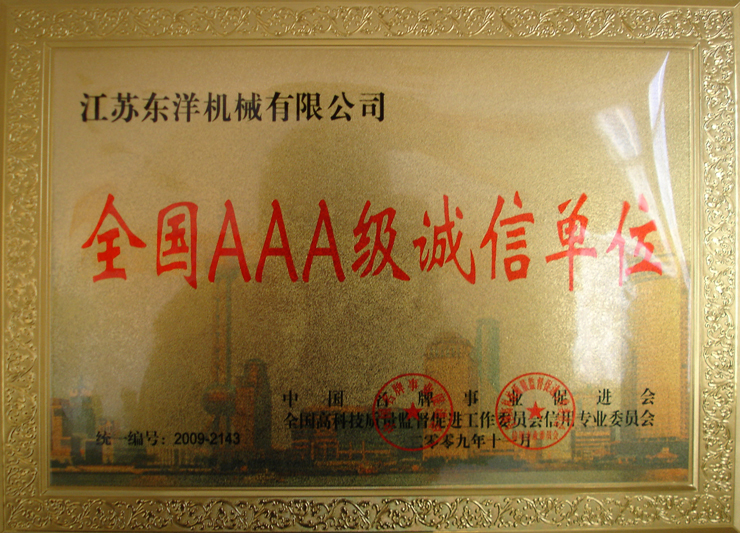 江苏东洋机械有限公司
全国AAA级诚信单位
中国名牌事业促进会
全国高科技质量监督促进工作委员会信用专业委员会
统一编号：2009-2143
二零零九年十一月